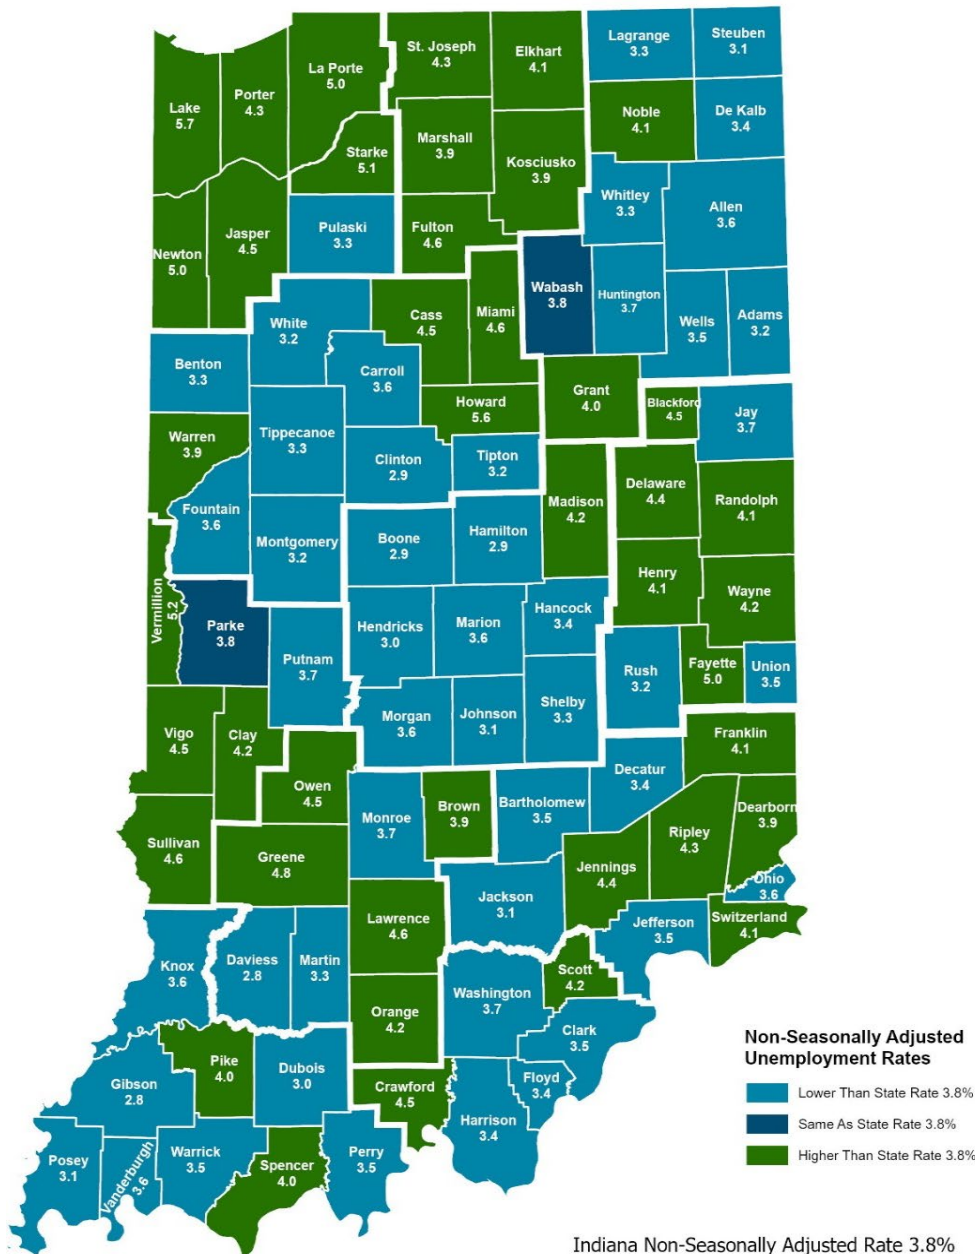 Lagrange
3.3
Steuben
3.1
St. Joseph
4.3
Elkhart
4.1
La Porte
5.0
Porter
4.3
Lake
5.7
Noble
4.1
De Kalb
3.4
Marshall
3.9
Starke
5.1
Kosciusko
3.9
Whitley
3.3
Allen
3.6
Pulaski
3.3
Fulton
4.6
Jasper
4.5
Newton
5.0
Wabash
3.8
Huntington
3.7
Wells
3.5
Adams
3.2
White
3.2
Cass
4.5
Miami
4.6
Benton
3.3
Carroll
3.6
Grant
4.0
Howard
5.6
Blackford
4.5
Jay
3.7
Warren
3.9
Tippecanoe
3.3
Clinton
2.9
Tipton
3.2
Madison
4.2
Delaware
4.4
Randolph
4.1
Fountain
3.6
Montgomery
3.2
Boone
2.9
Hamilton
2.9
Henry
4.1
Wayne
4.2
Vermillion
5.2
Parke
3.8
Putnam
3.7
Hendricks
3.0
Marion
3.6
Hancock
3.4
Rush
3.2
Fayette
5.0
Union
3.5
Vigo
4.5
Clay
4.2
Morgan
3.6
Johnson
3.1
Shelby
3.3
Franklin
4.1
Owen
4.5
Decatur
3.4
Monroe
3.7
Brown
3.9
Bartholomew
3.5
Dearborn
3.9
Ripley
4.3
Sullivan
4.6
Greene
4.8
Jennings
4.4
Ohio
3.6
Jackson
3.1
Lawrence
4.6
Jefferson
3.5
Switzerland
4.1
Knox
3.6
Daviess
2.8
Martin
3.3
Scott
4.2
Washington
3.7
Orange
4.2
Clark
3.5
Pike
4.0
Dubois
3.0
Gibson
2.8
Crawford
4.5
Floyd
3.4
Harrison
3.4
Posey
3.1
Vanderburgh
3.6
Warrick
3.5
Spencer
4.0
Perry
3.5
Non-Seasonally Adjusted
Unemployment Rates
Lower Than State Rate 3.8%
Same As State Rate 3.8%
Higher Than State Rate 3.8%
Indiana Non-Seasonally Adjusted Rate 3.8%